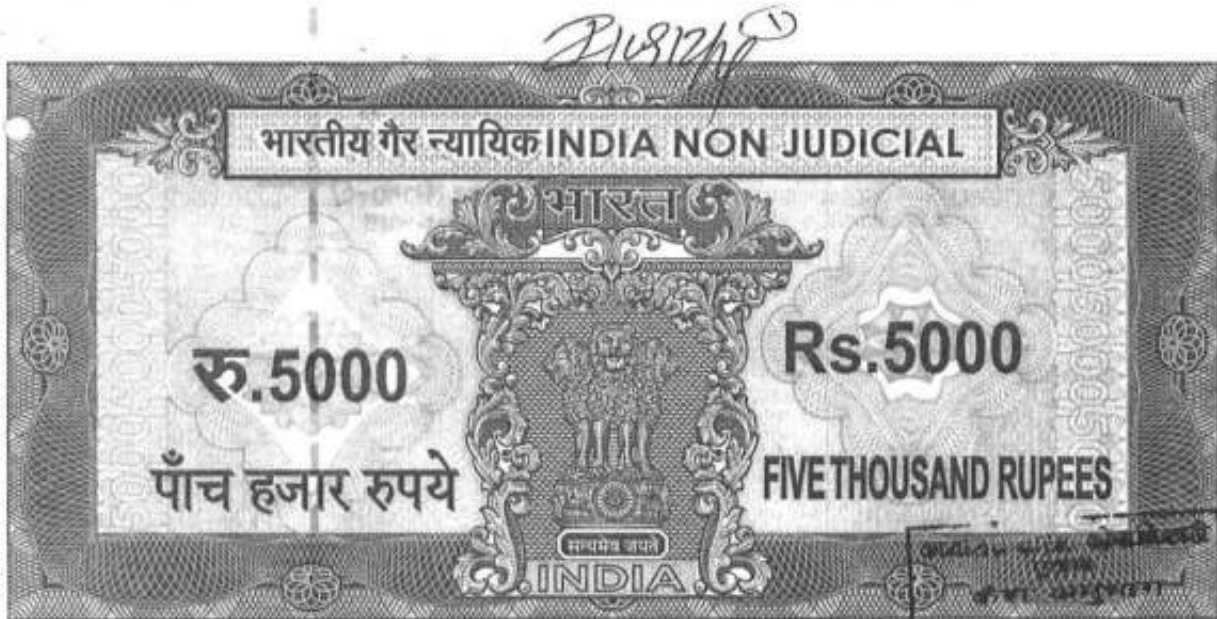 भारतीय गैर न्यायिक INDIA NON JUDICIAL
भारत
रु.5000
Rs.5000
पाँच हजार रुपये
FIVE THOUSAND RUPEES
सत्यमेव जयते
INDIA